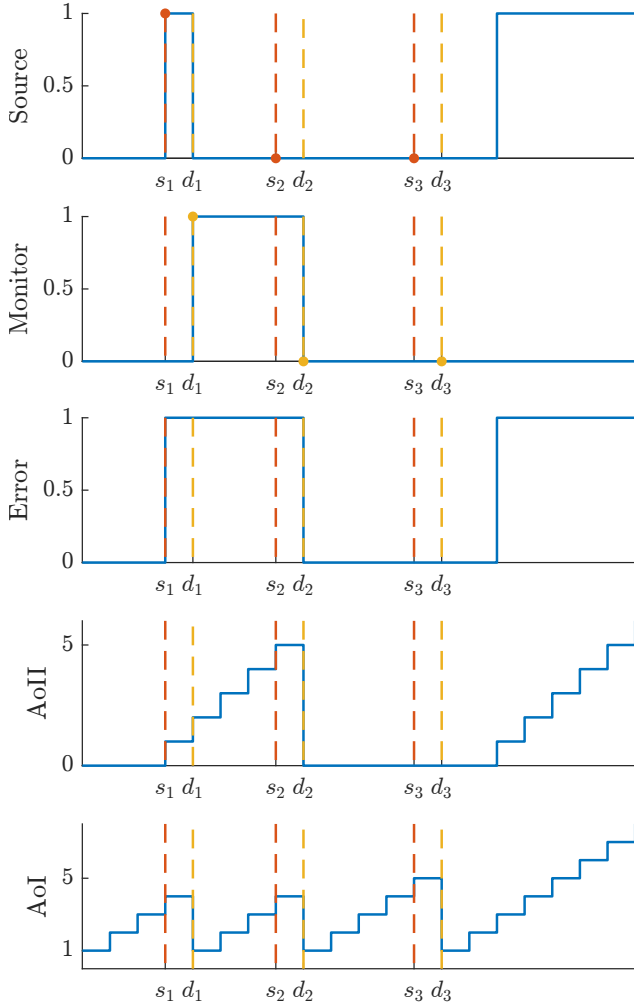 Source
1
0.5
0
s₁ d₁ s₂ d₂ s₃ d₃
Monitor
1
0.5
0
s₁ d₁ s₂ d₂ s₃ d₃
Error
1
0.5
0
s₁ d₁ s₂ d₂ s₃ d₃
AoII
5
0
s₁ d₁ s₂ d₂ s₃ d₃
AoI
5
1
s₁ d₁ s₂ d₂ s₃ d₃